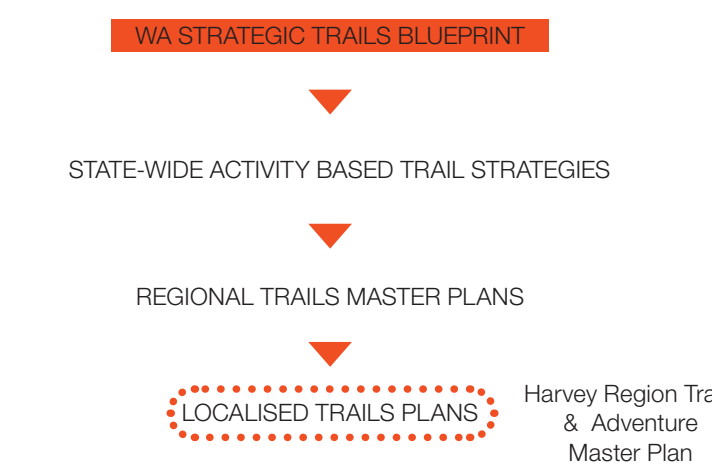 WA STRATEGIC TRAILS BLUEPRINT
STATE-WIDE ACTIVITY BASED TRAIL STRATEGIES
REGIONAL TRAILS MASTER PLANS
LOCALISED TRAILS PLANS
Harvey Region
& Adventure
Master Plan